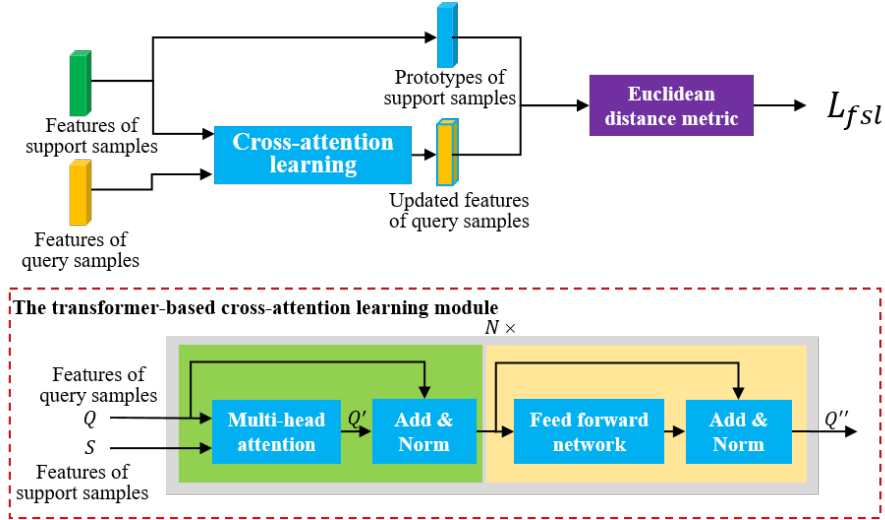 Features of
support samples
Features of
query samples
Cross-attention
learning
Prototypes of
support samples
Updated features
of query samples
Euclidean
distance metric
L_{fsl}
The transformer-based cross-attention learning module
N ×
Features of
query samples
Q
S
Features of
support samples
Multi-head
attention
Q'
Add &
Norm
Feed forward
network
Add &
Norm
Q''